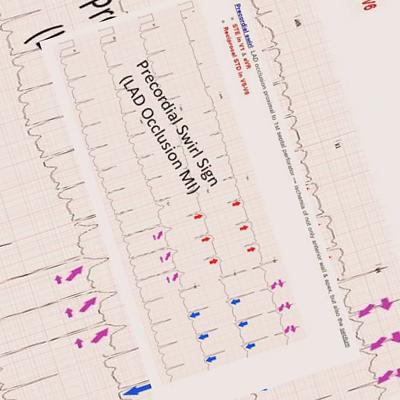 Precordial Swirl Sign
(LAD Occlusion MI)
Precordial swirl: LAD occlusion proximal to 1st septal perforator → ischemia of not only anterior wall & apex, but also the septum
STE in V1 & aVR
Reciprocal STD in V5-V6